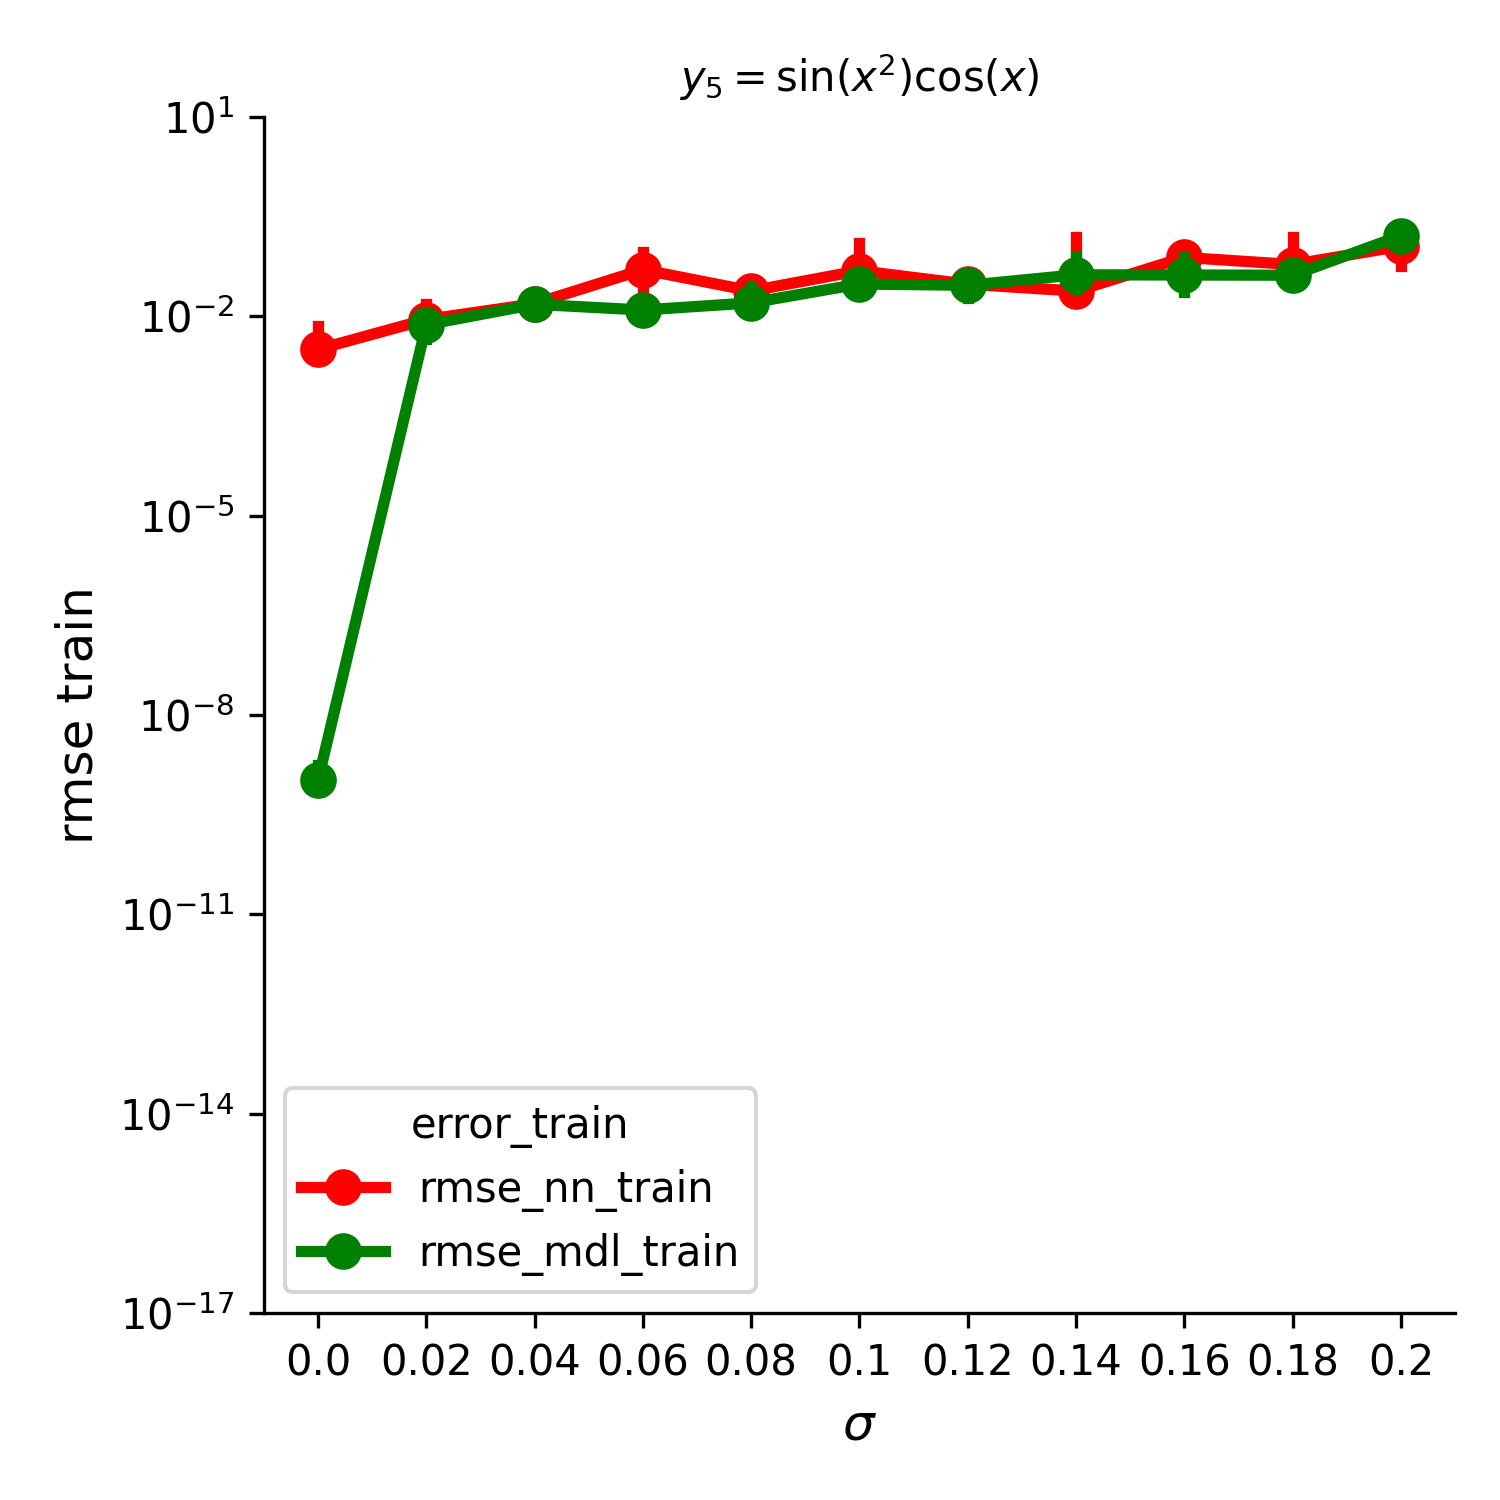 y₅ = sin(x²)cos(x)
10¹
10⁻²
10⁻⁵
10⁻⁸
10⁻¹¹
10⁻¹⁴
10⁻¹⁷
rmse train
error_train
rmse_nn_train
rmse_mdl_train
0.0 0.02 0.04 0.06 0.08 0.1 0.12 0.14 0.16 0.18 0.2
σ